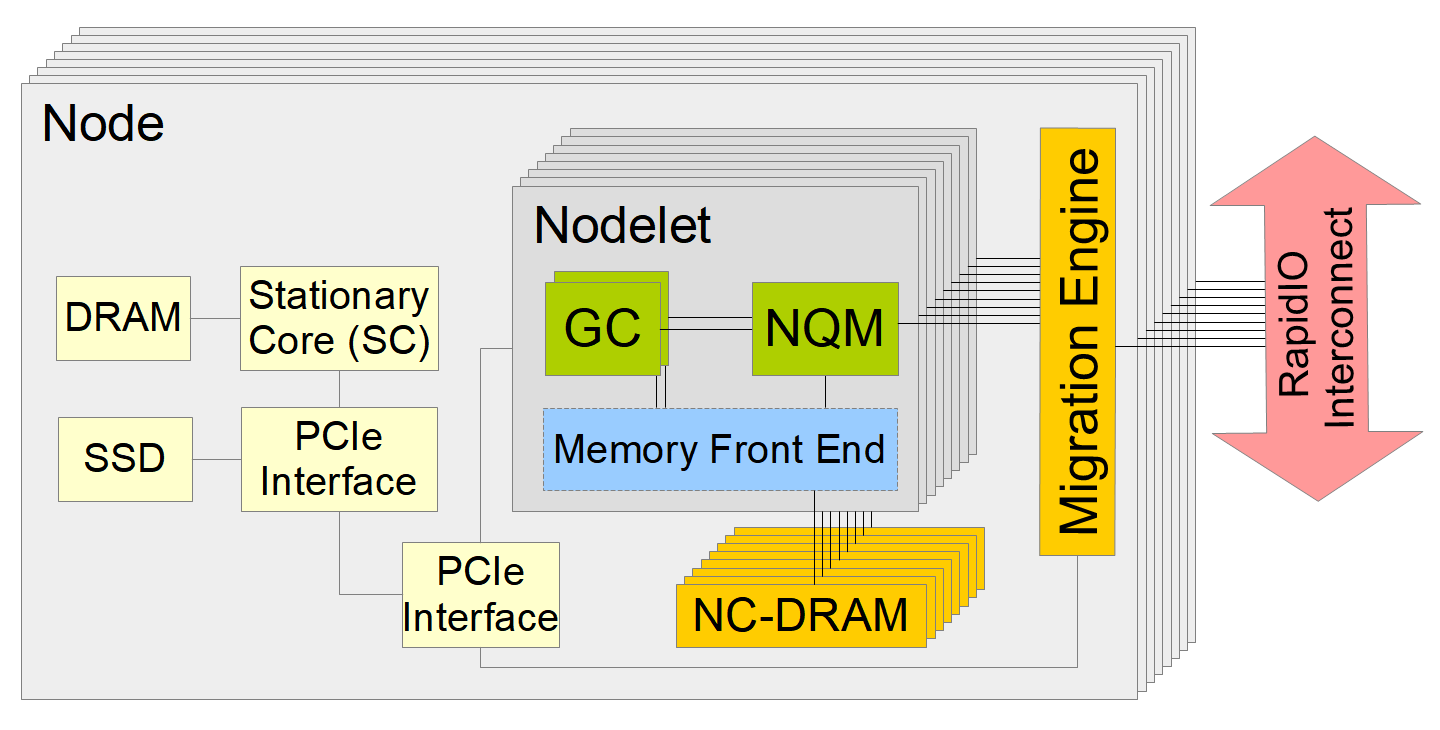 Node
Nodelet
DRAM
Stationary
Core (SC)
GC
NQM
SSD
PCIe
Interface
Memory Front End
PCIe
Interface
NC-DRAM
Migration Engine
RapidIO
Interconnect